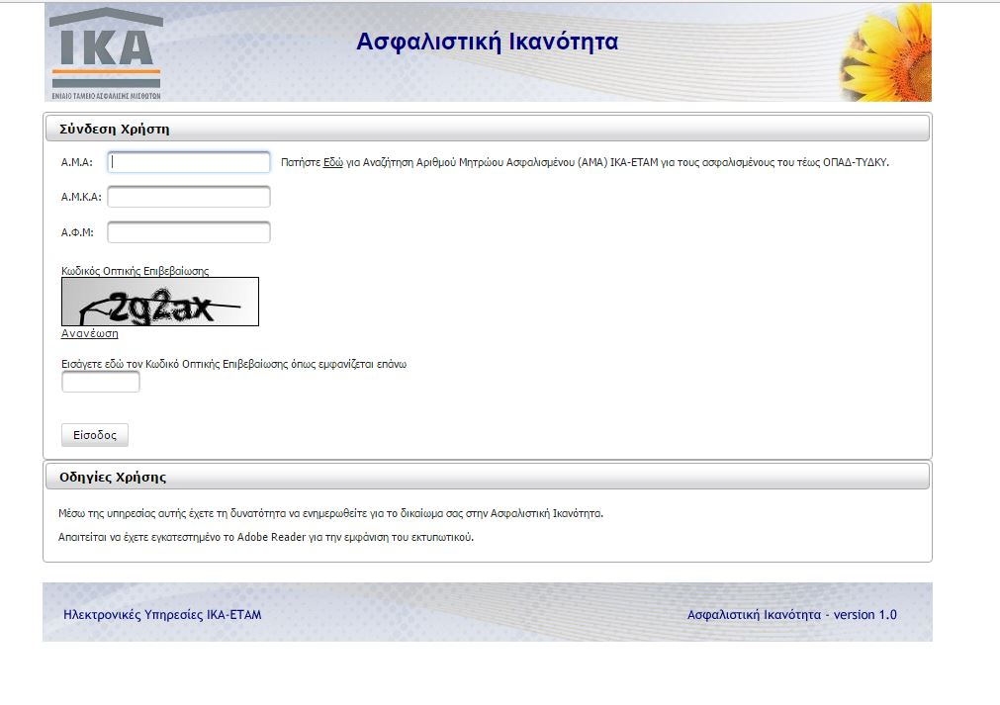 ΙΚΑ
ΕΝΙΑΙΟ ΤΑΜΕΙΟ ΑΣΦΑΛΙΣΗΣ ΜΙΣΘΩΤΩΝ
Ασφαλιστική Ικανότητα
Σύνδεση Χρήστη
Α.Μ.Α:
Πατήστε Εδώ για Αναζήτηση Αριθμού Μητρώου Ασφαλισμένου (ΑΜΑ) ΙΚΑ-ΕΤΑΜ για τους ασφαλισμένους του τέως ΟΠΑΔ-ΤΥΔΚΥ.
Α.Μ.Κ.Α:
Α.Φ.Μ:
Κωδικός Οπτικής Επιβεβαίωσης
2g2ax
Ανανέωση
Εισάγετε εδώ τον Κωδικό Οπτικής Επιβεβαίωσης όπως εμφανίζεται επάνω
Είσοδος
Οδηγίες Χρήσης
Μέσω της υπηρεσίας αυτής έχετε τη δυνατότητα να ενημερωθείτε για το δικαίωμα σας στην Ασφαλιστική Ικανότητα.
Απαιτείται να έχετε εγκατεστημένο το Adobe Reader για την εμφάνιση του εκτυπωτικού.
Ηλεκτρονικές Υπηρεσίες ΙΚΑ-ΕΤΑΜ
Ασφαλιστική Ικανότητα - version 1.0